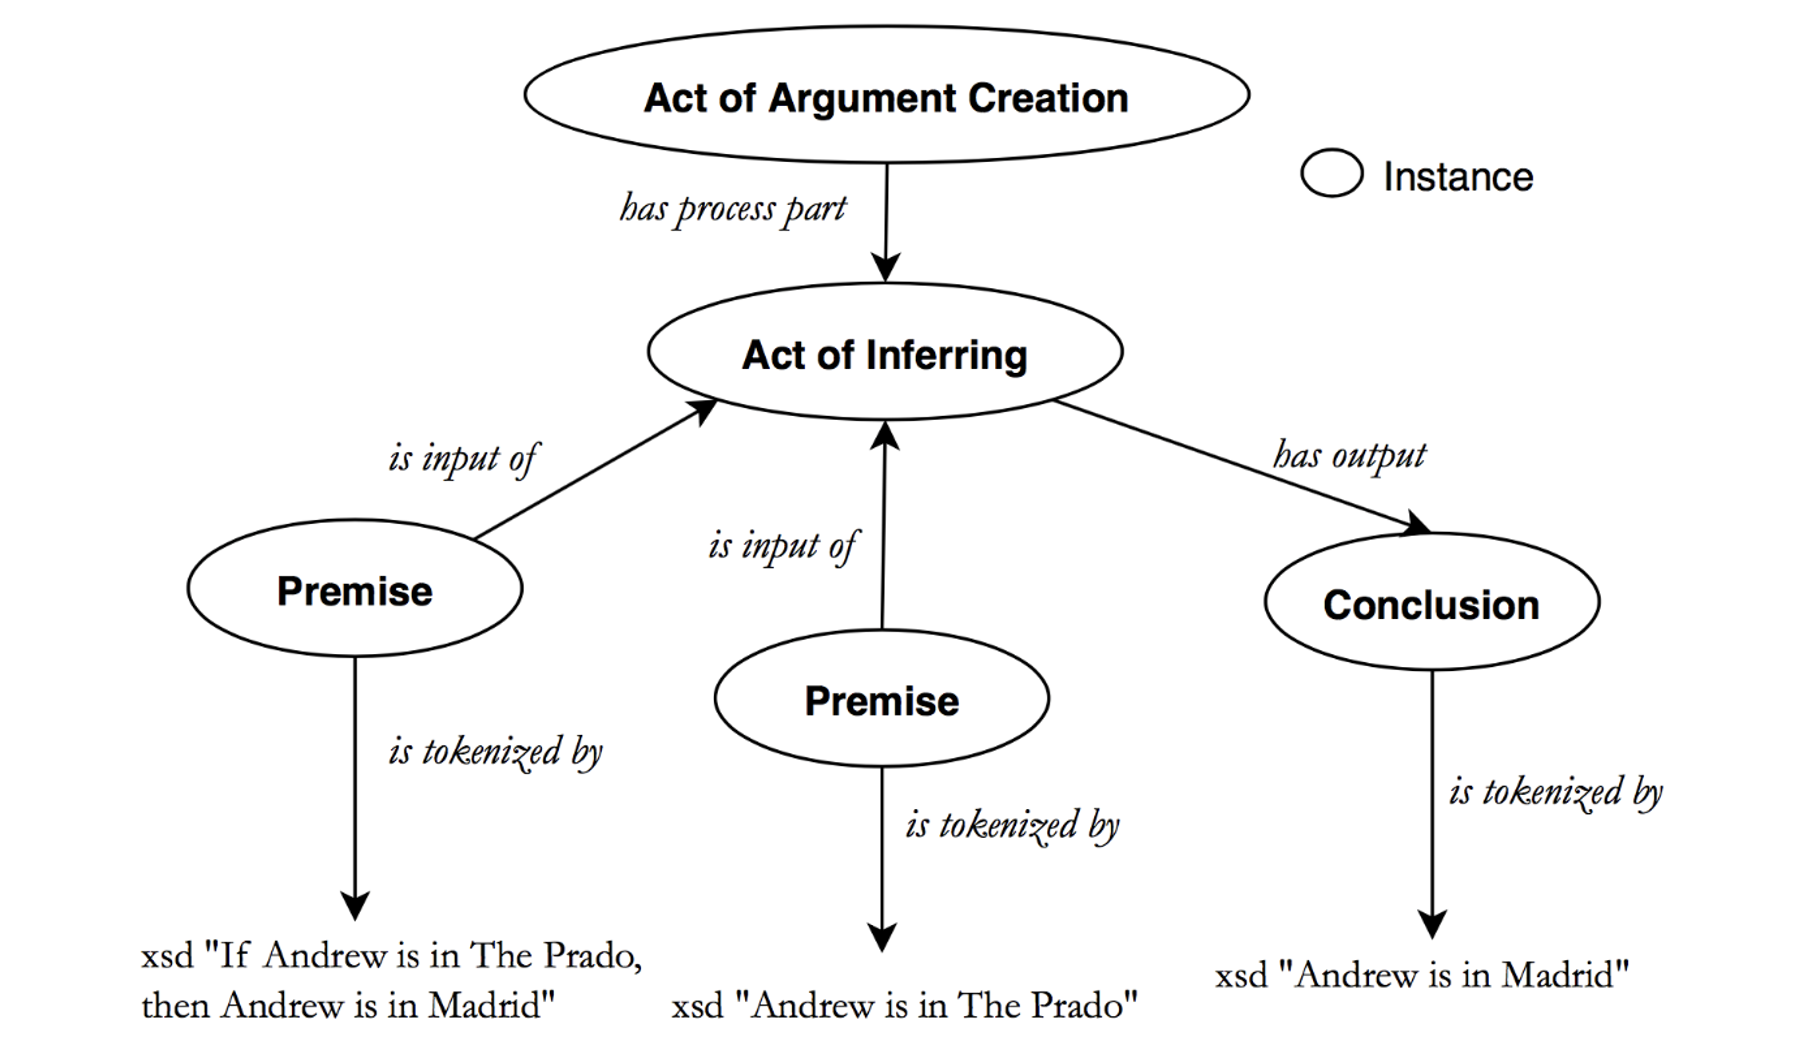 Act of Argument Creation
Instance
has process part
Act of Inferring
is input of
has output
is input of
Premise
Conclusion
Premise
is tokenized by
is tokenized by
is tokenized by
xsd "If Andrew is in The Prado,
then Andrew is in Madrid"
xsd "Andrew is in The Prado"
xsd "Andrew is in Madrid"